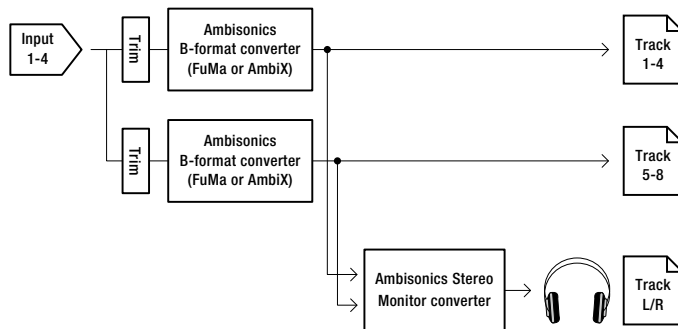 Input
1-4
Trim
Ambisonics
B-format converter
(FuMa or AmbiX)
Track
1-4
Trim
Ambisonics
B-format converter
(FuMa or AmbiX)
Track
5-8
Ambisonics Stereo
Monitor converter
Track
L/R